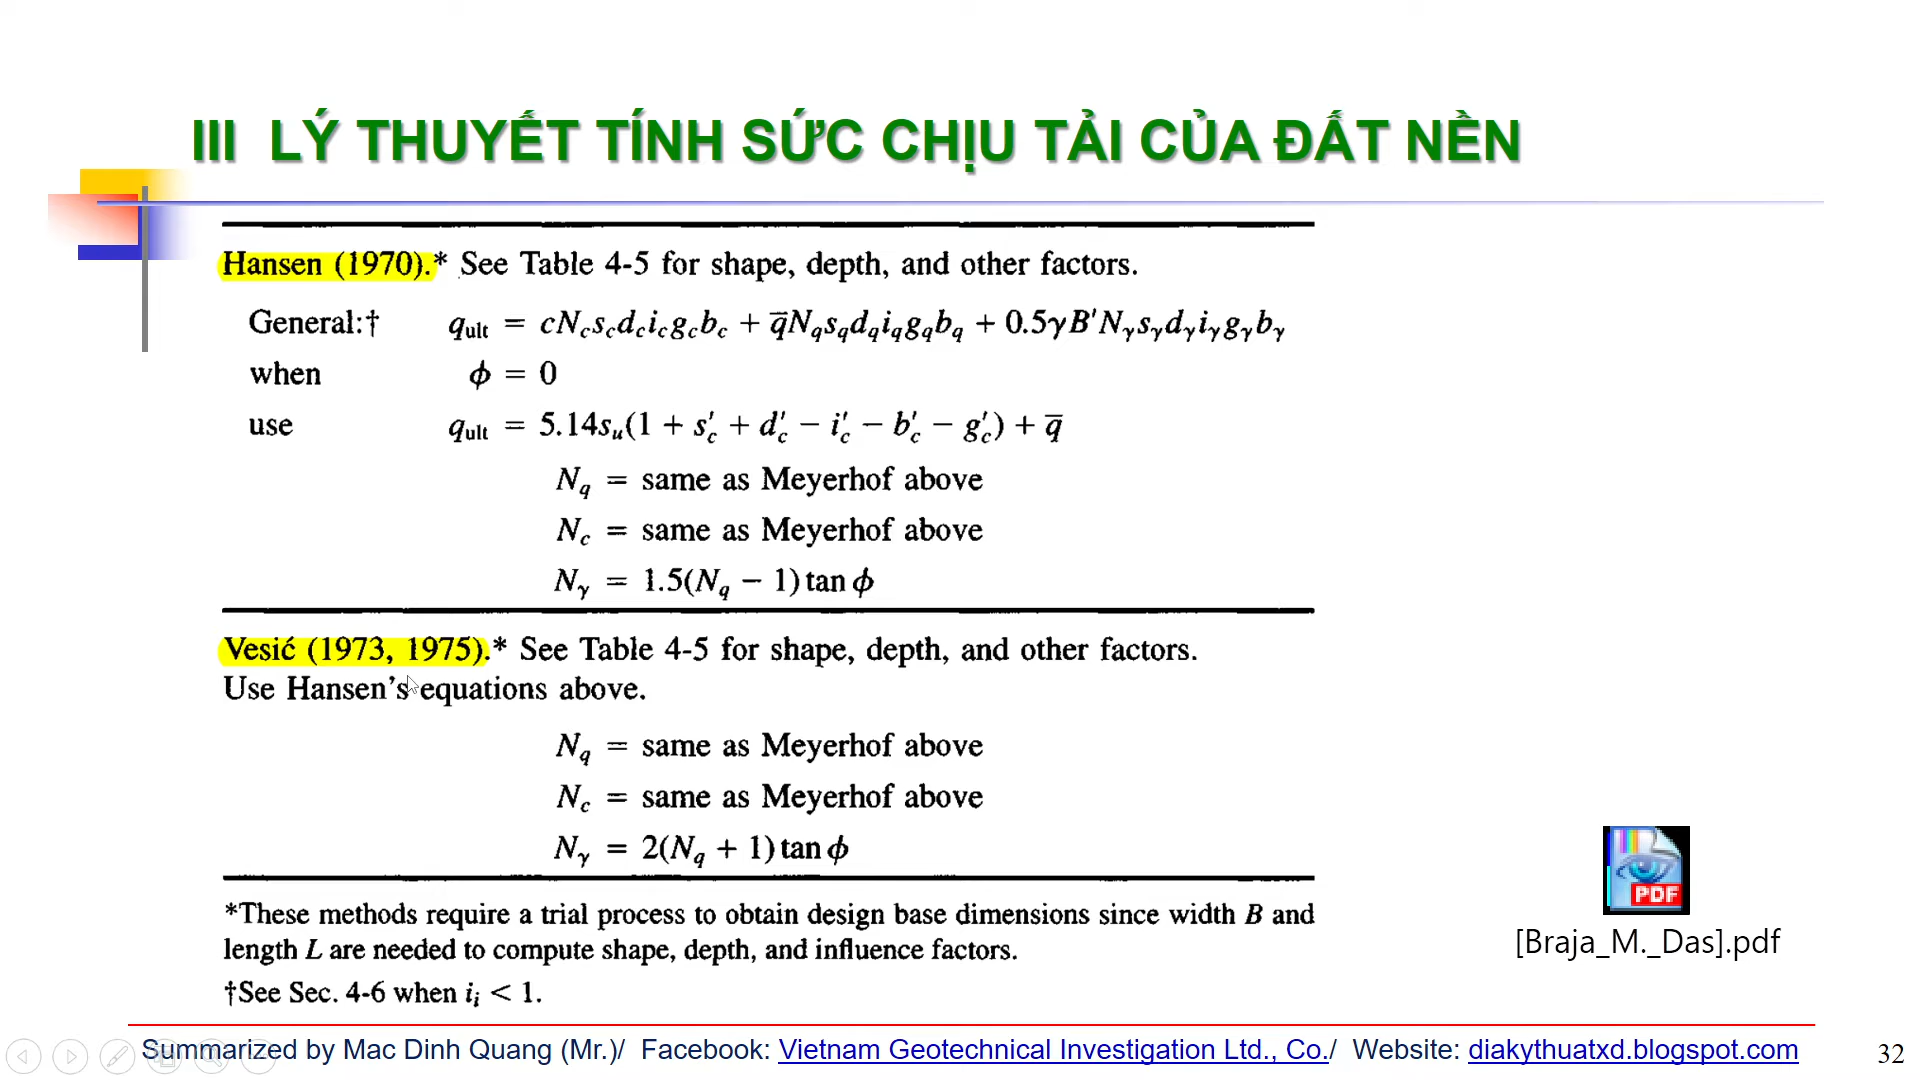 III LÝ THUYẾT TÍNH SỨC CHỊU TẢI CỦA ĐẤT NỀN
Hansen (1970).* See Table 4-5 for shape, depth, and other factors.
General:† q_ult = cN_c s_c d_c i_c g_c b_c + q̄N_q s_q d_q i_q g_q b_q + 0.5γB′N_γ s_γ d_γ i_γ g_γ b_γ
when ϕ = 0
use q_ult = 5.14s_u(1 + s′_c + d′_c − i′_c − b′_c − g′_c) + q̄
N_q = same as Meyerhof above
N_c = same as Meyerhof above
N_γ = 1.5(N_q − 1) tan ϕ
Vesić (1973, 1975).* See Table 4-5 for shape, depth, and other factors.
Use Hansen's equations above.
N_q = same as Meyerhof above
N_c = same as Meyerhof above
N_γ = 2(N_q + 1) tan ϕ
*These methods require a trial process to obtain design base dimensions since width B and
length L are needed to compute shape, depth, and influence factors.
†See Sec. 4-6 when i_i < 1.
PDF
[Braja_M._Das].pdf
Summarized by Mac Dinh Quang (Mr.)/ Facebook: Vietnam Geotechnical Investigation Ltd., Co./ Website: diakythuatxd.blogspot.com
32